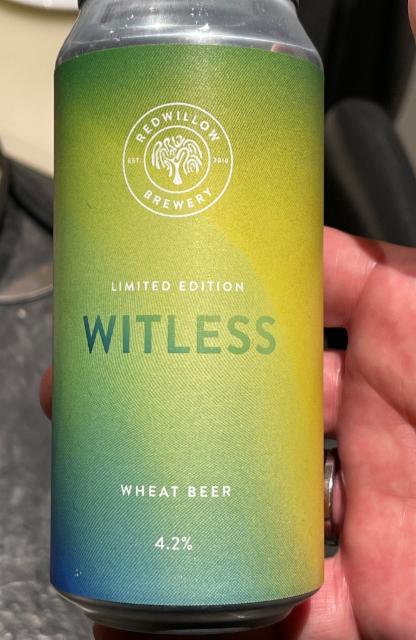 REDWILLOW
EST. 2010
BREWERY
LIMITED EDITION
WITLESS
WHEAT BEER
4.2%